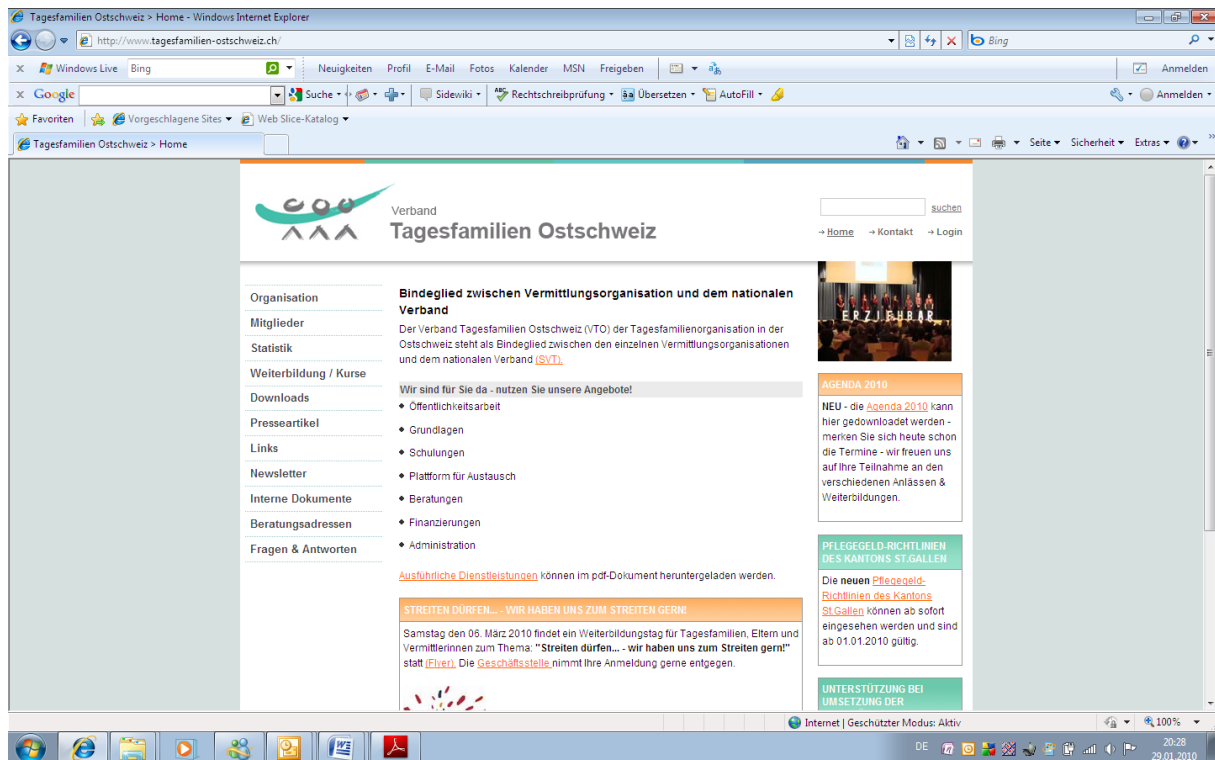 Tagesfamilien Ostschweiz > Home - Windows Internet Explorer
http://www.tagesfamilien-ostschweiz.ch/
Bing
x Windows Live Bing Neuigkeiten Profil E-Mail Fotos Kalender MSN Freigeben Anmelden
x Google Suche Sidewiki Rechtschreibprüfung Übersetzen AutoFill Anmelden
Favoriten Vorgeschlagene Sites Web Slice-Katalog
Tagesfamilien Ostschweiz > Home Seite Sicherheit Extras
Verband
Tagesfamilien Ostschweiz
suchen
Home Kontakt Login
Organisation
Mitglieder
Statistik
Weiterbildung / Kurse
Downloads
Presseartikel
Links
Newsletter
Interne Dokumente
Beratungsadressen
Fragen & Antworten
Bindeglied zwischen Vermittlungsorganisation und dem nationalen
Verband
Der Verband Tagesfamilien Ostschweiz (VTO) der Tagesfamilienorganisation in der
Ostschweiz steht als Bindeglied zwischen den einzelnen Vermittlungsorganisationen
und dem nationalen Verband (SVT).
Wir sind für Sie da - nutzen Sie unsere Angebote!
Öffentlichkeitsarbeit
Grundlagen
Schulungen
Plattform für Austausch
Beratungen
Finanzierungen
Administration
Ausführliche Dienstleistungen können im pdf-Dokument heruntergeladen werden.
STREITEN DÜRFEN... - WIR HABEN UNS ZUM STREITEN GERN!
Samstag den 06. März 2010 findet ein Weiterbildungstag für Tagesfamilien, Eltern und
Vermittlerinnen zum Thema: "Streiten dürfen... - wir haben uns zum Streiten gern!"
statt (Flyer). Die Geschäftsstelle nimmt Ihre Anmeldung gerne entgegen.
ERZIEHBAR
AGENDA 2010
NEU - die Agenda 2010 kann
hier gedownloadet werden -
merken Sie sich heute schon
die Termine - wir freuen uns
auf Ihre Teilnahme an den
verschiedenen Anlässen &
Weiterbildungen.
PFLEGEGELD-RICHTLINIEN
DES KANTONS ST.GALLEN
Die neuen Pflegegeld-
Richtlinien des Kantons
St.Gallen können ab sofort
eingesehen werden und sind
ab 01.01.2010 gültig.
UNTERSTÜTZUNG BEI
UMSETZUNG DER
Internet | Geschützter Modus: Aktiv 100%
DE 20:28
29.01.2010